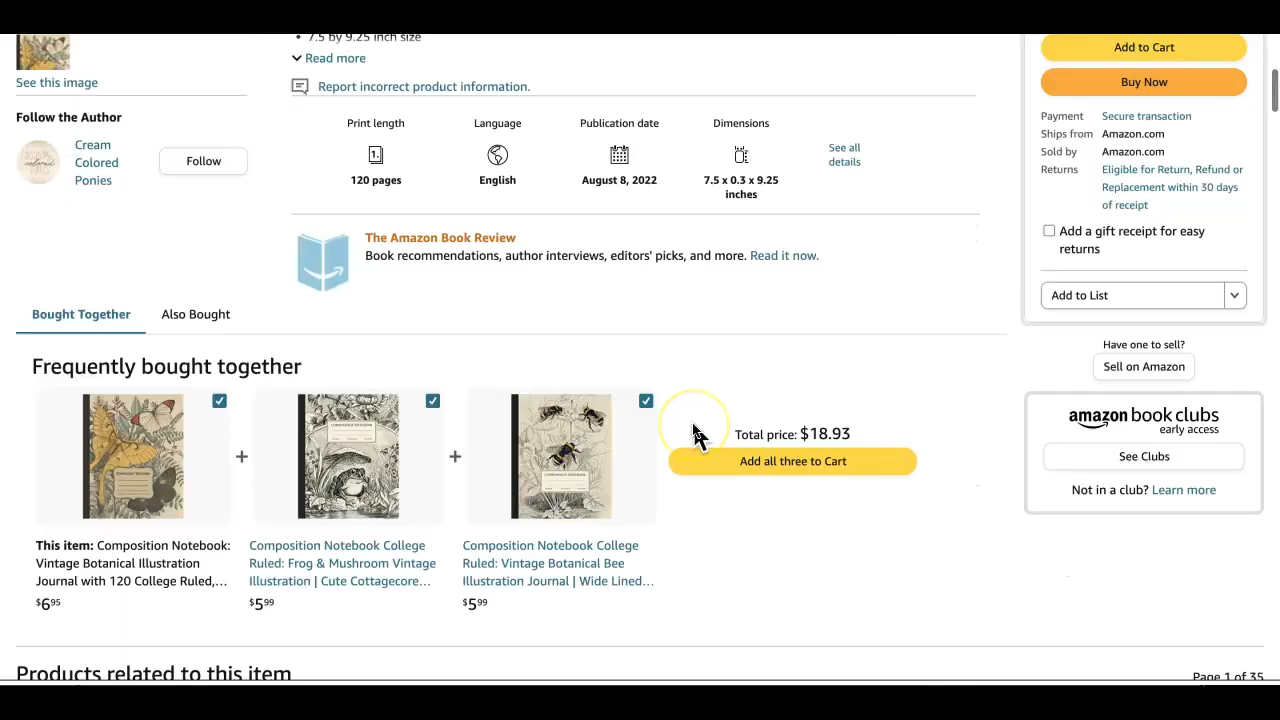 • 7.5 by 9.25 inch size
Add to Cart
Read more
See this image
Buy Now
Report incorrect product information.
Follow the Author
Cream
Colored
Ponies
Follow
Print length
Language
Publication date
Dimensions
See all
details
1.
120 pages
English
August 8, 2022
7.5 x 0.3 x 9.25
inches
Payment Secure transaction
Ships from Amazon.com
Sold by Amazon.com
Returns Eligible for Return, Refund or
Replacement within 30 days
of receipt
Add a gift receipt for easy
returns
The Amazon Book Review
Book recommendations, author interviews, editors' picks, and more. Read it now.
Add to List
Bought Together Also Bought
Have one to sell?
Sell on Amazon
Frequently bought together
COMPOSITION NOTEBOOK
COMPOSITION NOTEBOOK
COMPOSITION NOTEBOOK
+
+
Total price: $18.93
Add all three to Cart
amazon book clubs
early access
See Clubs
Not in a club? Learn more
This item: Composition Notebook:
Vintage Botanical Illustration
Journal with 120 College Ruled,...
$6.95
Composition Notebook College
Ruled: Frog & Mushroom Vintage
Illustration | Cute Cottagecore...
$5.99
Composition Notebook College
Ruled: Vintage Botanical Bee
Illustration Journal | Wide Lined...
$5.99
Products related to this item
Page 1 of 35